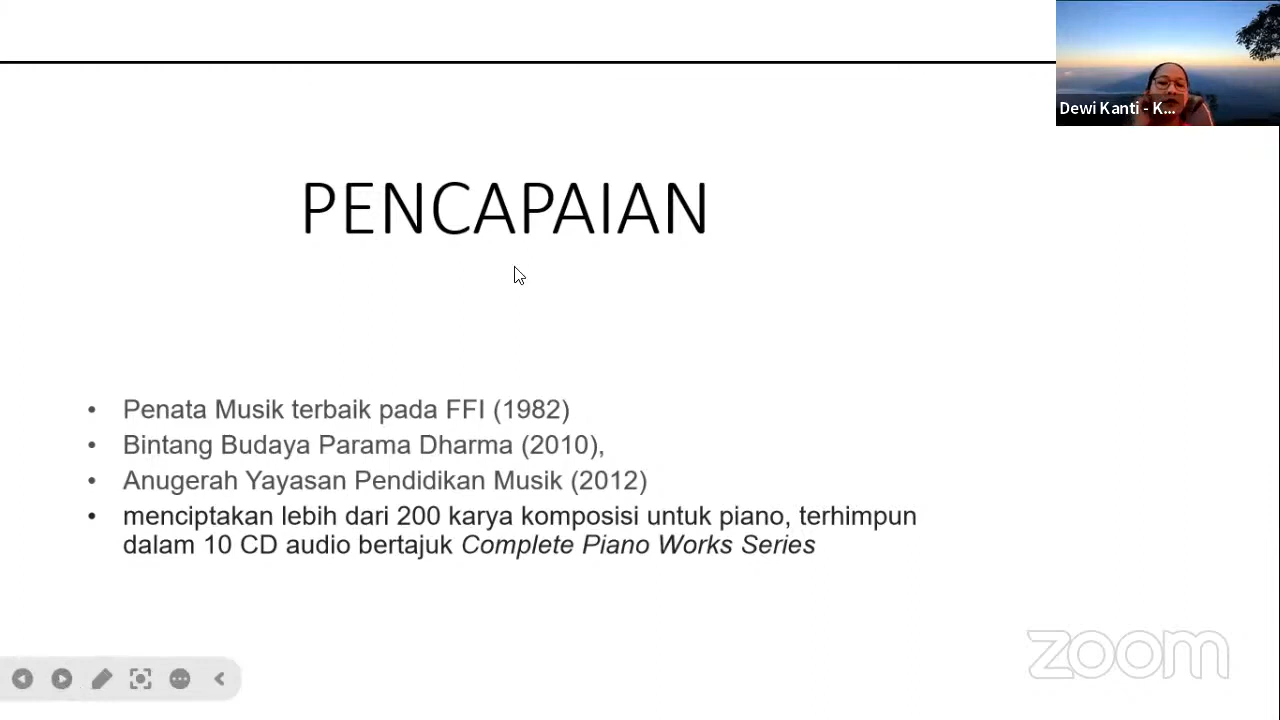 Dewi Kanti - K...
PENCAPAIAN
• Penata Musik terbaik pada FFI (1982)
• Bintang Budaya Parama Dharma (2010),
• Anugerah Yayasan Pendidikan Musik (2012)
• menciptakan lebih dari 200 karya komposisi untuk piano, terhimpun
dalam 10 CD audio bertajuk Complete Piano Works Series
zoom